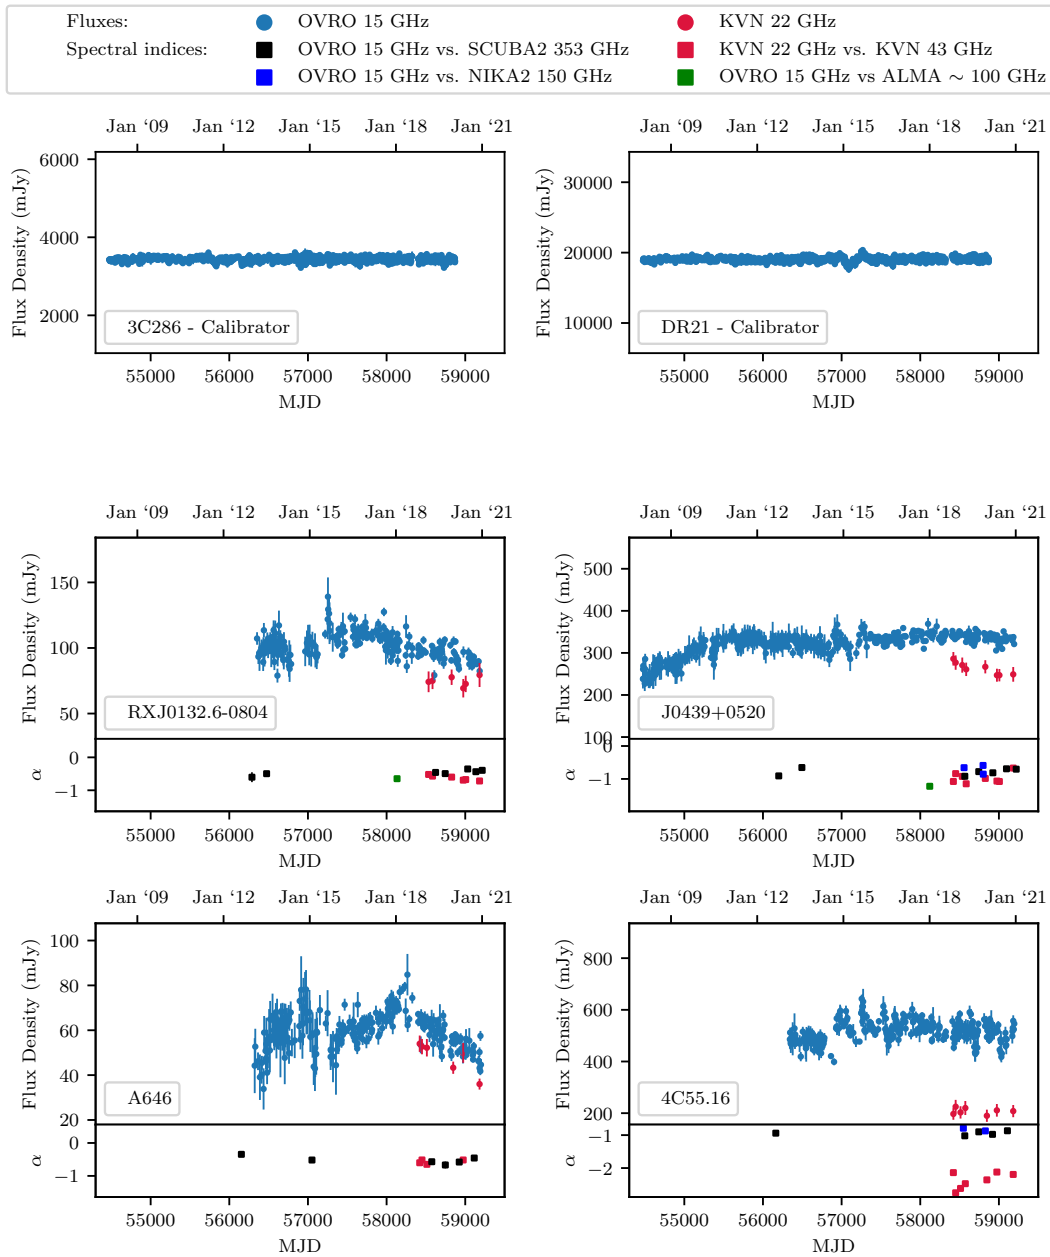 Fluxes: OVRO 15 GHz KVN 22 GHz
Spectral indices: OVRO 15 GHz vs. SCUBA2 353 GHz KVN 22 GHz vs. KVN 43 GHz
OVRO 15 GHz vs. NIKA2 150 GHz OVRO 15 GHz vs ALMA ∼ 100 GHz
Jan ‘09 Jan ‘12 Jan ‘15 Jan ‘18 Jan ‘21
6000
4000
2000
Flux Density (mJy)
3C286 - Calibrator
55000 56000 57000 58000 59000
MJD
Jan ‘09 Jan ‘12 Jan ‘15 Jan ‘18 Jan ‘21
30000
20000
10000
Flux Density (mJy)
DR21 - Calibrator
55000 56000 57000 58000 59000
MJD
Jan ‘09 Jan ‘12 Jan ‘15 Jan ‘18 Jan ‘21
150
100
50
Flux Density (mJy)
RXJ0132.6-0804
0
−1
α
55000 56000 57000 58000 59000
MJD
Jan ‘09 Jan ‘12 Jan ‘15 Jan ‘18 Jan ‘21
500
400
300
200
100
Flux Density (mJy)
J0439+0520
0
−1
α
55000 56000 57000 58000 59000
MJD
Jan ‘09 Jan ‘12 Jan ‘15 Jan ‘18 Jan ‘21
100
80
60
40
20
Flux Density (mJy)
A646
0
−1
α
55000 56000 57000 58000 59000
MJD
Jan ‘09 Jan ‘12 Jan ‘15 Jan ‘18 Jan ‘21
800
600
400
200
Flux Density (mJy)
4C55.16
−1
−2
α
55000 56000 57000 58000 59000
MJD